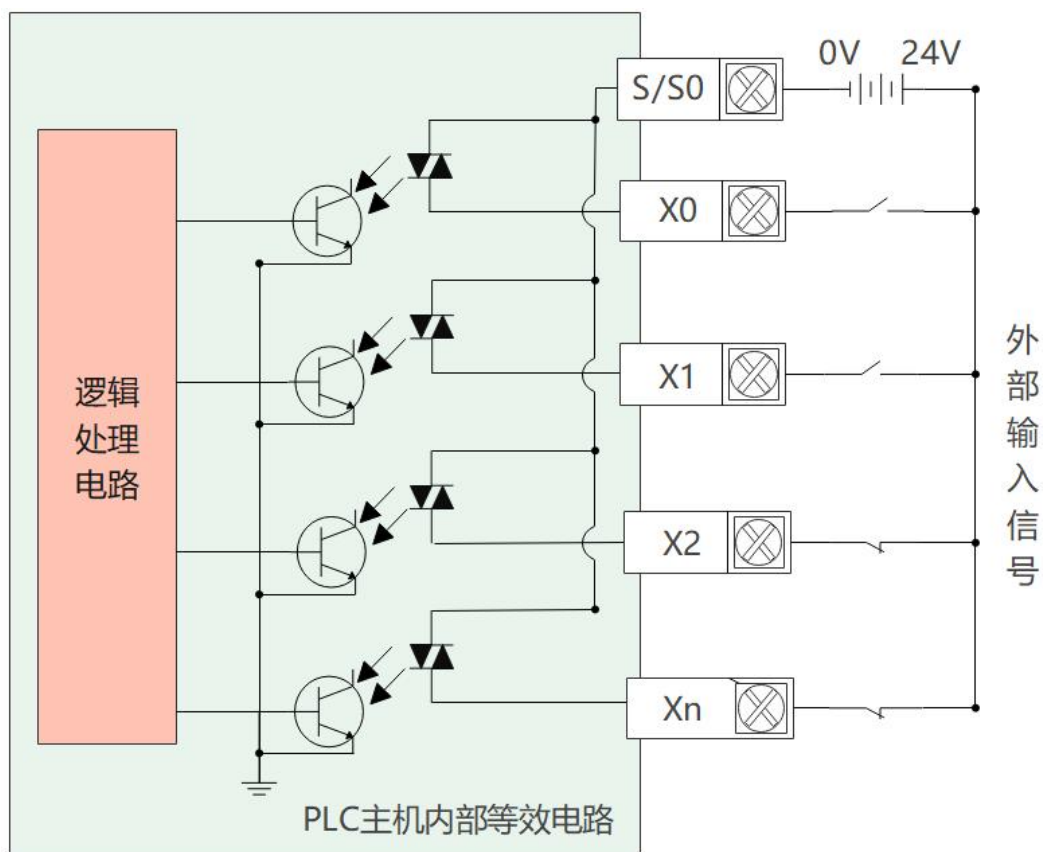 0V 24V
S/S0
X0
X1
X2
Xn
逻辑
处理
电路
外
部
输
入
信
号
PLC主机内部等效电路